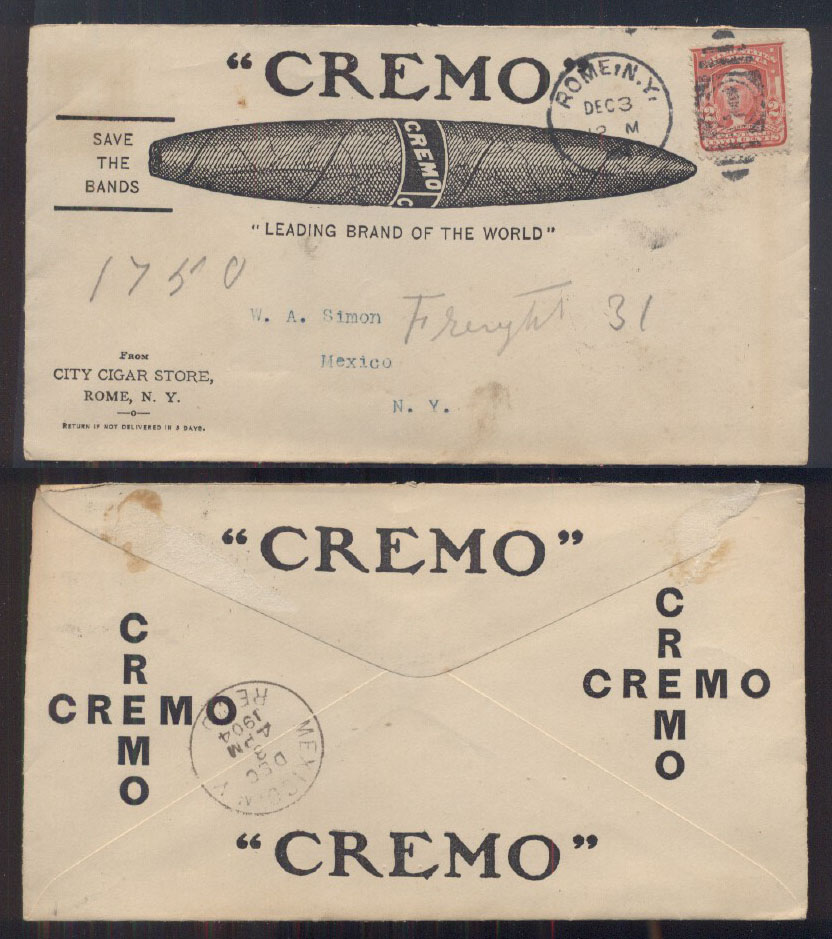 "CREMO"
ROME, N.Y.
DEC 3
12 M
SAVE
THE
BANDS
CREMO
C
"LEADING BRAND OF THE WORLD"
1750
W. A. Simon
Freight 31
Mexico
N. Y.
FROM
CITY CIGAR STORE,
ROME, N. Y.
RETURN IF NOT DELIVERED IN 5 DAYS.
"CREMO"
CREMO
CREMO
CREMO
CREMO
MEXICO N.Y.
DEC
3
4 PM
1904
REC'D
"CREMO"